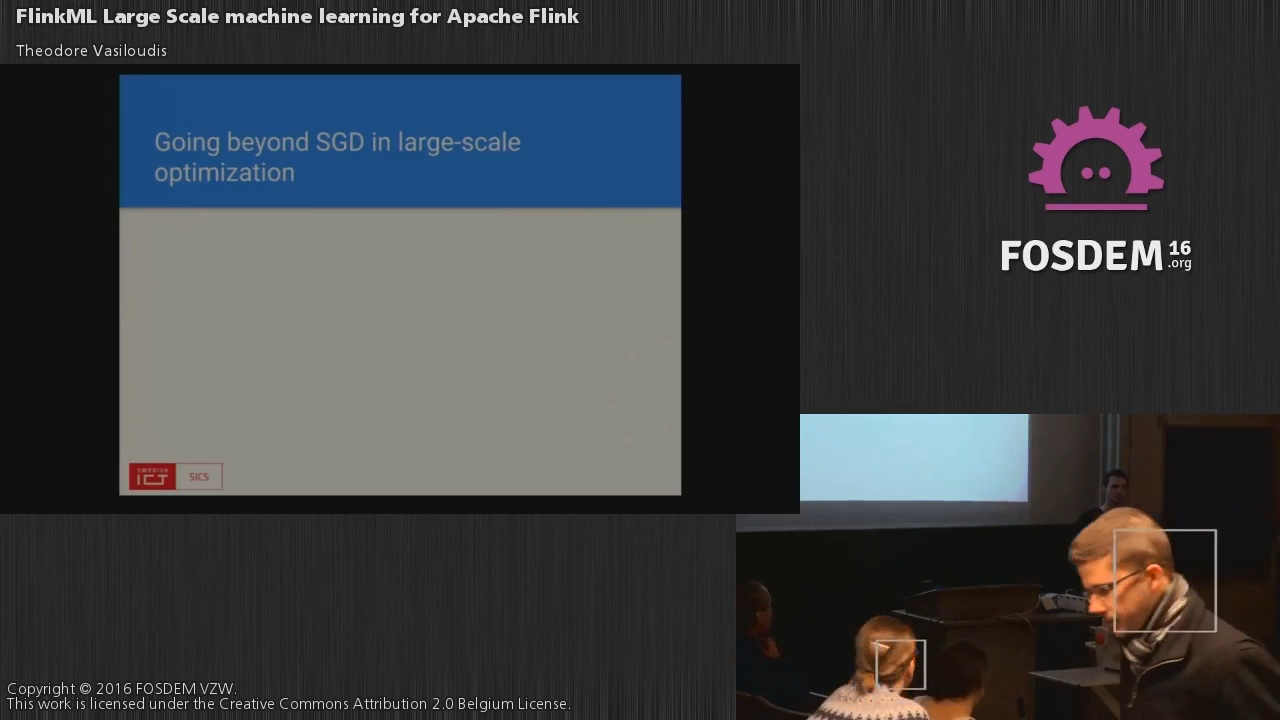 FlinkML Large Scale machine learning for Apache Flink
Theodore Vasiloudis
Going beyond SGD in large-scale
optimization
SWEDISH
ICT
SICS
FOSDEM 16
.org
Copyright © 2016 FOSDEM VZW.
This work is licensed under the Creative Commons Attribution 2.0 Belgium License.